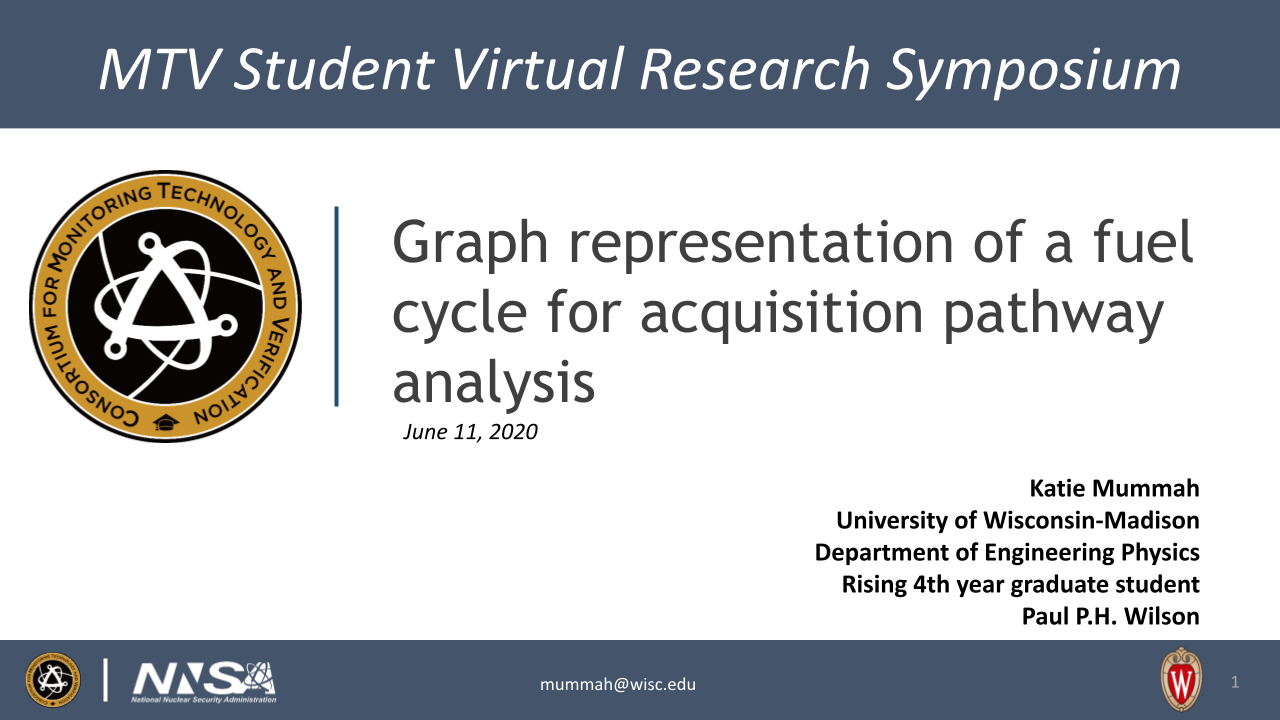 MTV Student Virtual Research Symposium
CONSORTIUM FOR MONITORING TECHNOLOGY AND VERIFICATION
Graph representation of a fuel
cycle for acquisition pathway
analysis
June 11, 2020
Katie Mummah
University of Wisconsin-Madison
Department of Engineering Physics
Rising 4th year graduate student
Paul P.H. Wilson
NNSA
National Nuclear Security Administration
mummah@wisc.edu
W
1